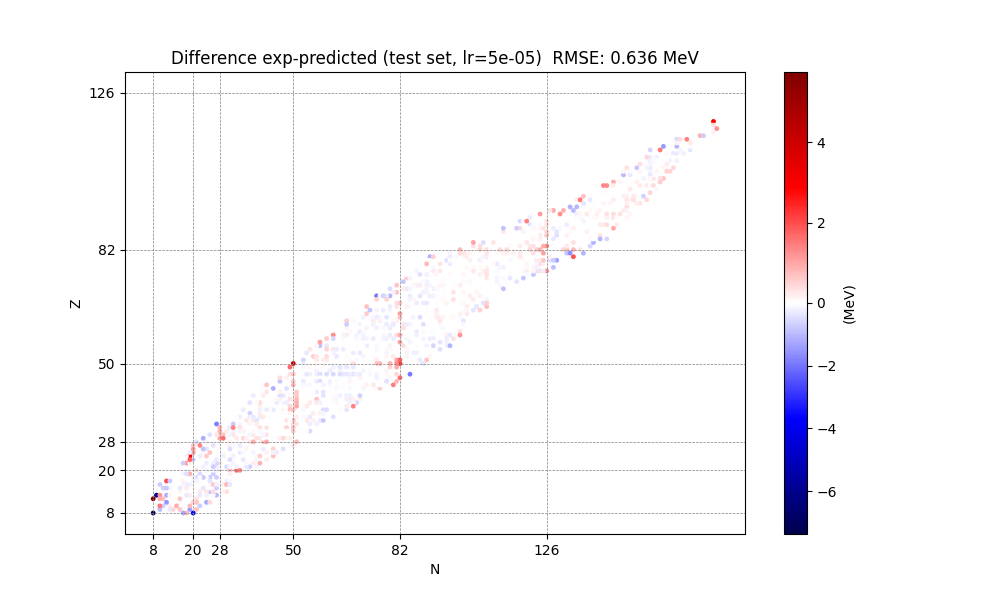 Difference exp-predicted (test set, lr=5e-05)  RMSE: 0.636 MeV
126
82
50
28
20
8
Z
8 20 28 50 82 126
N
4
2
0
−2
−4
−6
(MeV)